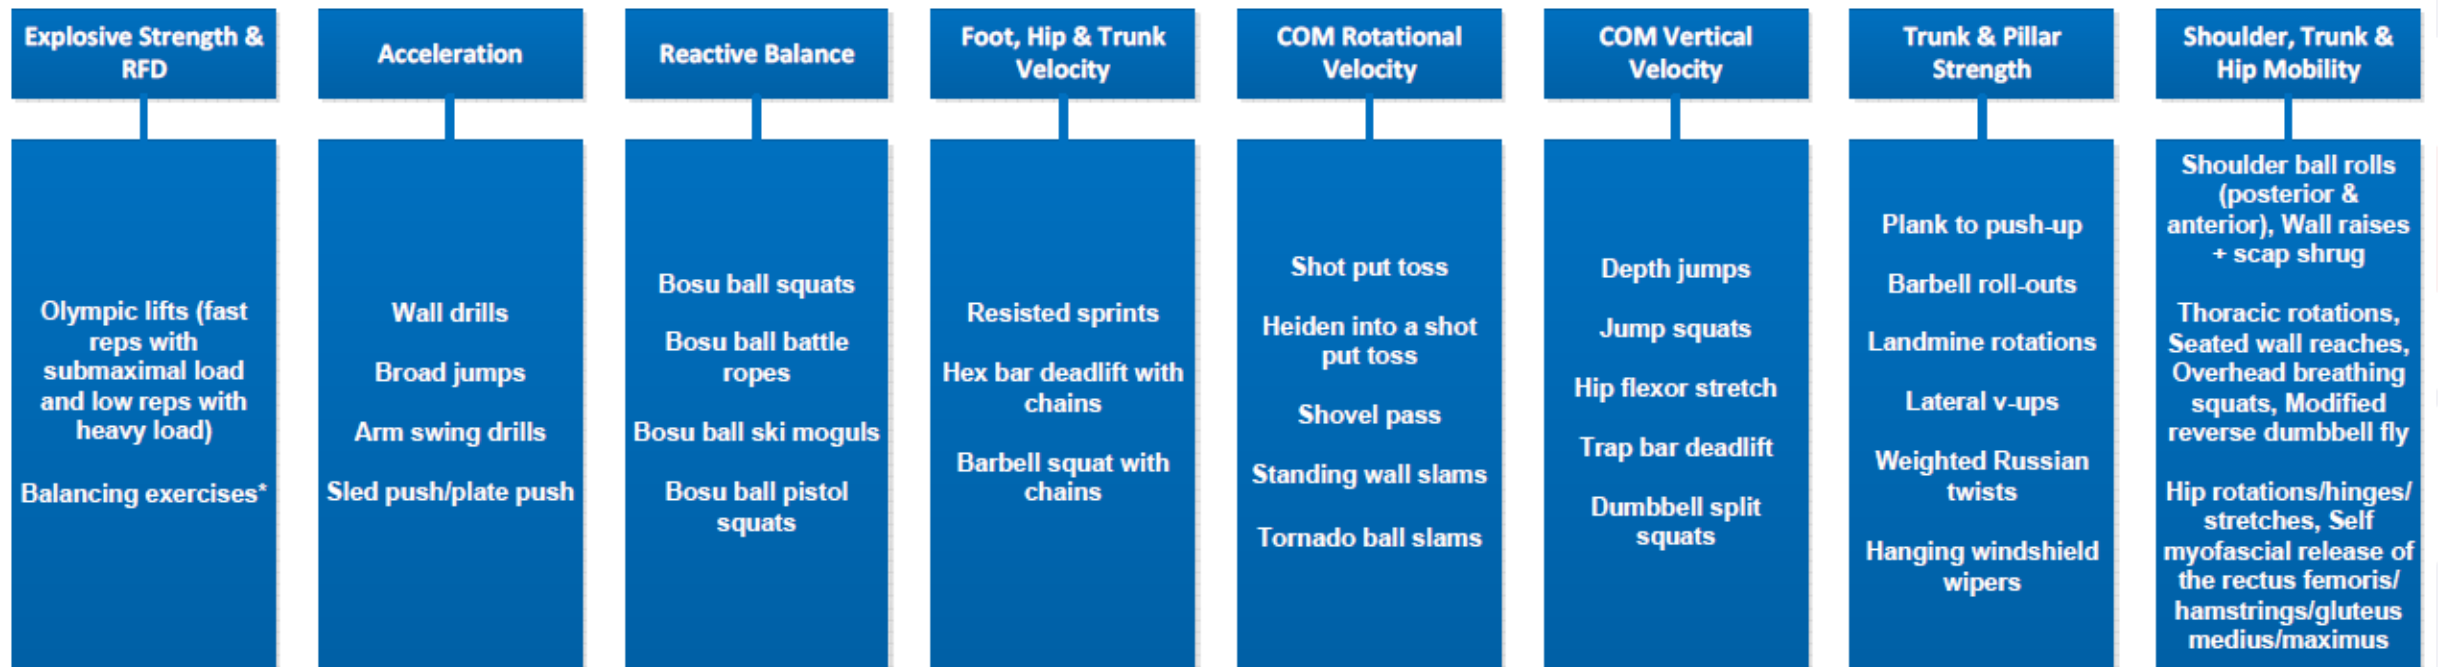 Explosive Strength &
RFD
Olympic lifts (fast
reps with
submaximal load
and low reps with
heavy load)
Balancing exercises*
Acceleration
Wall drills
Broad jumps
Arm swing drills
Sled push/plate push
Reactive Balance
Bosu ball squats
Bosu ball battle
ropes
Bosu ball ski moguls
Bosu ball pistol
squats
Foot, Hip & Trunk
Velocity
Resisted sprints
Hex bar deadlift with
chains
Barbell squat with
chains
COM Rotational
Velocity
Shot put toss
Heiden into a shot
put toss
Shovel pass
Standing wall slams
Tornado ball slams
COM Vertical
Velocity
Depth jumps
Jump squats
Hip flexor stretch
Trap bar deadlift
Dumbbell split
squats
Trunk & Pillar
Strength
Plank to push-up
Barbell roll-outs
Landmine rotations
Lateral v-ups
Weighted Russian
twists
Hanging windshield
wipers
Shoulder, Trunk &
Hip Mobility
Shoulder ball rolls
(posterior &
anterior), Wall raises
+ scap shrug
Thoracic rotations,
Seated wall reaches,
Overhead breathing
squats, Modified
reverse dumbbell fly
Hip rotations/hinges/
stretches, Self
myofascial release of
the rectus femoris/
hamstrings/gluteus
medius/maximus